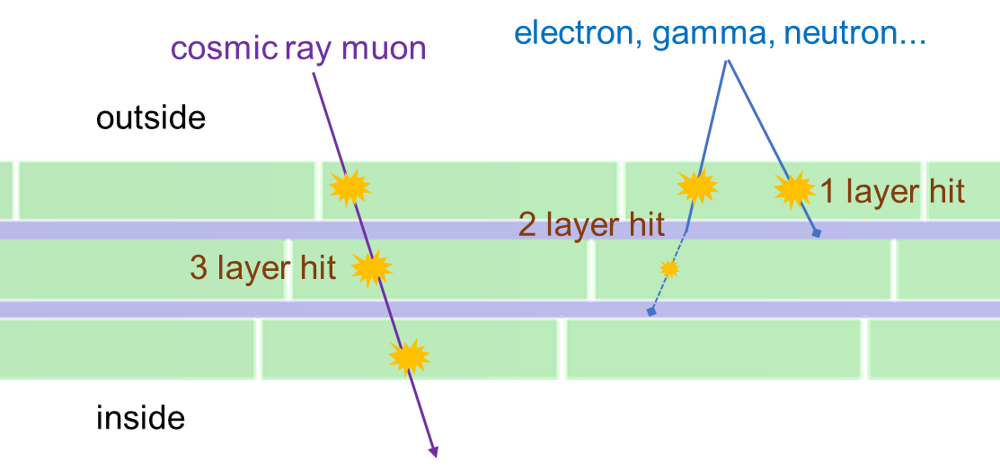 cosmic ray muon
electron, gamma, neutron...
outside
1 layer hit
2 layer hit
3 layer hit
inside